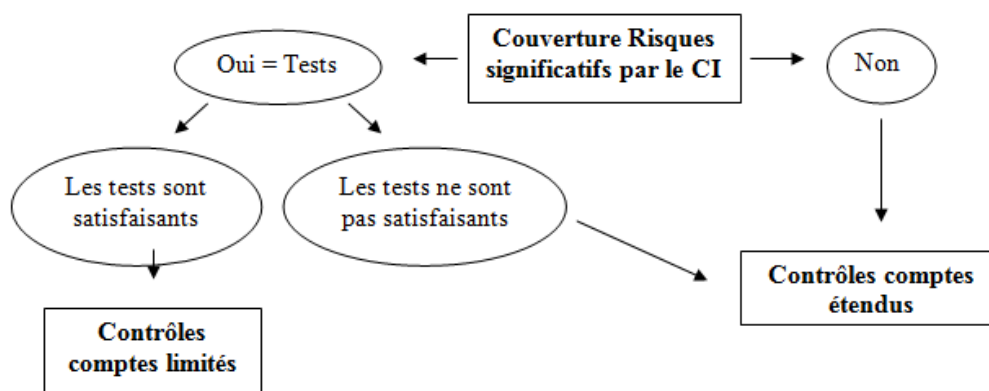 Couverture Risques
significatifs par le CI
Oui = Tests
Non
Les tests sont
satisfaisants
Les tests ne sont
pas satisfaisants
Contrôles comptes
étendus
Contrôles
comptes limités